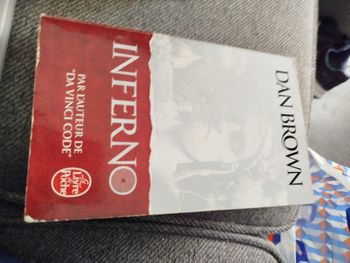 DAN BROWN
INFERNO
PAR L'AUTEUR DE
"DA VINCI CODE"
Le
Livre
de
Poche